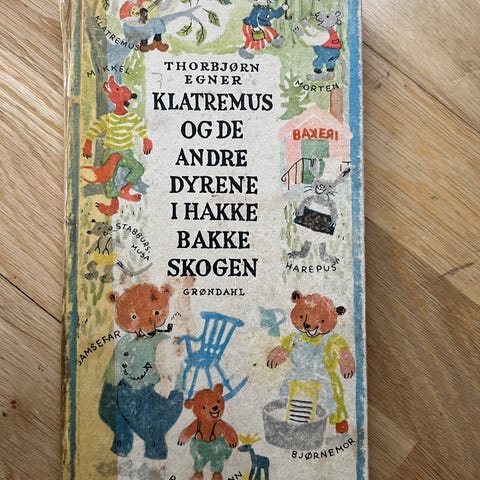 KLATREMUS
MIKKEL
MORTEN
THORBJØRN
EGNER
KLATREMUS
OG DE
ANDRE
DYRENE
I HAKKE
BAKKE
SKOGEN
GRØNDAHL
BAKERI
STABBURS-
MUSA
HAREPUS
BAMSEFAR
BJØRNEMOR